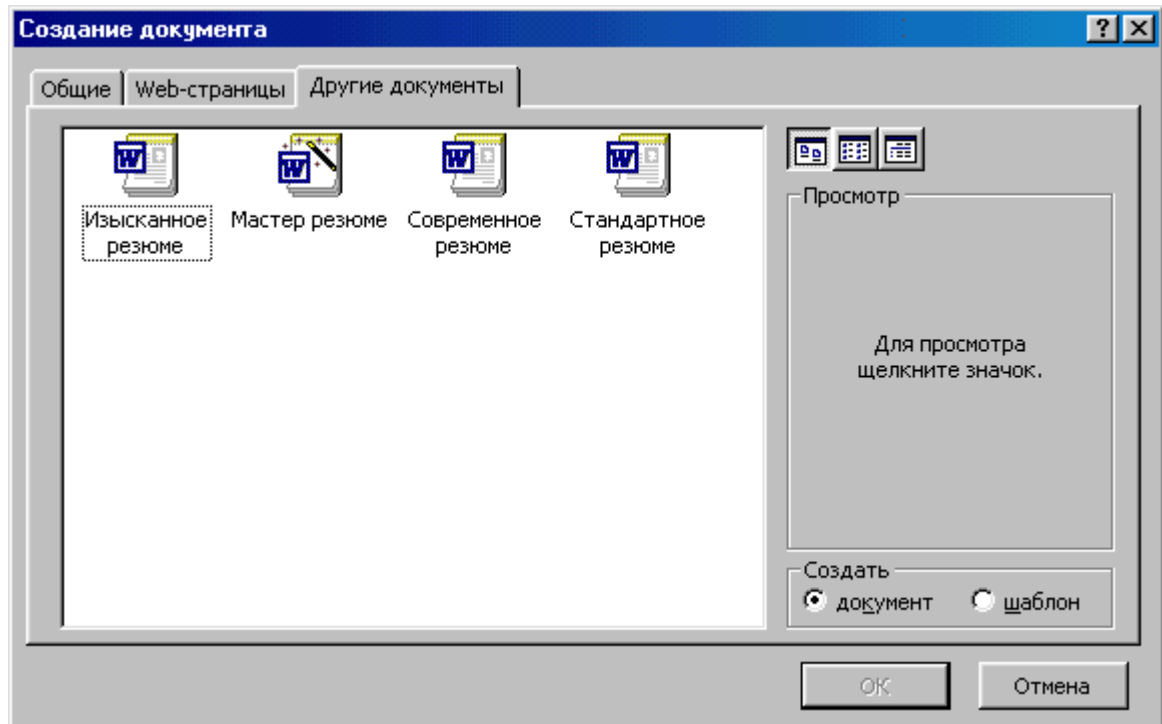 Создание документа
Общие Web-страницы Другие документы
Изысканное резюме
Мастер резюме
Современное резюме
Стандартное резюме
Просмотр
Для просмотра
щелкните значок.
Создать
документ шаблон
ОК Отмена